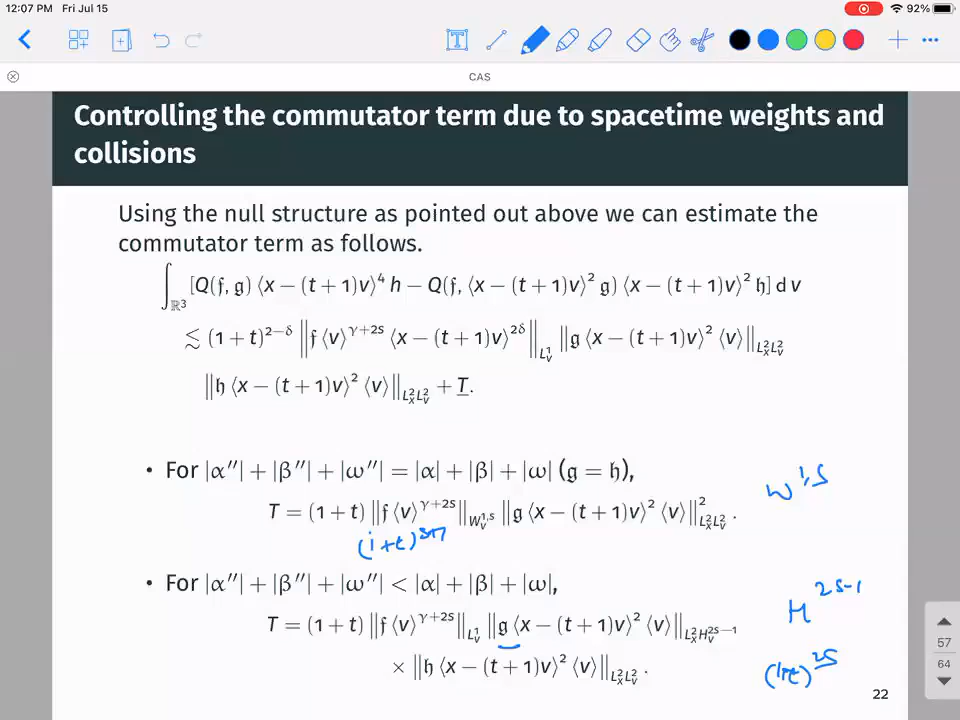 12:07 PM Fri Jul 15
92%
CAS
Controlling the commutator term due to spacetime weights and
collisions
Using the null structure as pointed out above we can estimate the
commutator term as follows.
∫_{ℝ³} [Q(𝔣, 𝔤) ⟨x − (t + 1)v⟩⁴ h − Q(𝔣, ⟨x − (t + 1)v⟩² 𝔤) ⟨x − (t + 1)v⟩² 𝔥] d v
≲ (1 + t)^{2−δ} ‖𝔣 ⟨v⟩^{γ+2s} ⟨x − (t + 1)v⟩^{2δ}‖_{L¹_v} ‖𝔤 ⟨x − (t + 1)v⟩² ⟨v⟩‖_{L²_x L²_v}
‖𝔥 ⟨x − (t + 1)v⟩² ⟨v⟩‖_{L²_x L²_v} + T.
• For |α′′| + |β′′| + |ω′′| = |α| + |β| + |ω| (𝔤 = 𝔥),
W^{1,s}
T = (1 + t) ‖𝔣 ⟨v⟩^{γ+2s}‖_{W^{1,s}_v} ‖𝔤 ⟨x − (t + 1)v⟩² ⟨v⟩‖²_{L²_x L²_v} .
• For |α′′| + |β′′| + |ω′′| < |α| + |β| + |ω|,
H^{2s−1}
T = (1 + t) ‖𝔣 ⟨v⟩^{γ+2s}‖_{L¹_v} ‖𝔤 ⟨x − (t + 1)v⟩² ⟨v⟩‖_{L²_x H^{2s−1}_v}
× ‖𝔥 ⟨x − (t + 1)v⟩² ⟨v⟩‖_{L²_x L²_v} .
(1+t)^{2s}
57
64
22